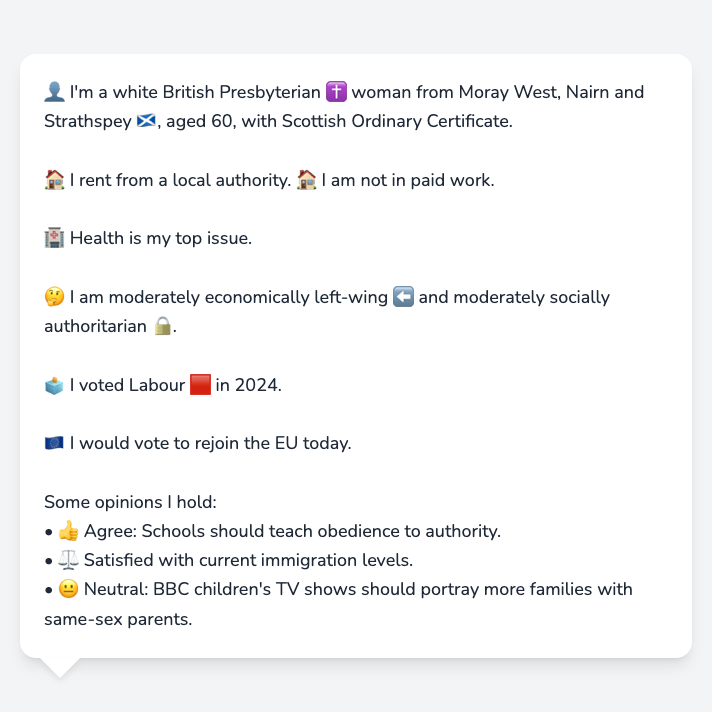 👤 I'm a white British Presbyterian ✝️ woman from Moray West, Nairn and
Strathspey 🏴󠁧󠁢󠁳󠁣󠁴󠁿, aged 60, with Scottish Ordinary Certificate.
🏠 I rent from a local authority. 🏠 I am not in paid work.
🏥 Health is my top issue.
🤔 I am moderately economically left-wing ⬅️ and moderately socially
authoritarian 🔒.
🗳️ I voted Labour 🟥 in 2024.
🇪🇺 I would vote to rejoin the EU today.
Some opinions I hold:
• 👍 Agree: Schools should teach obedience to authority.
• ⚖️ Satisfied with current immigration levels.
• 😐 Neutral: BBC children's TV shows should portray more families with
same-sex parents.